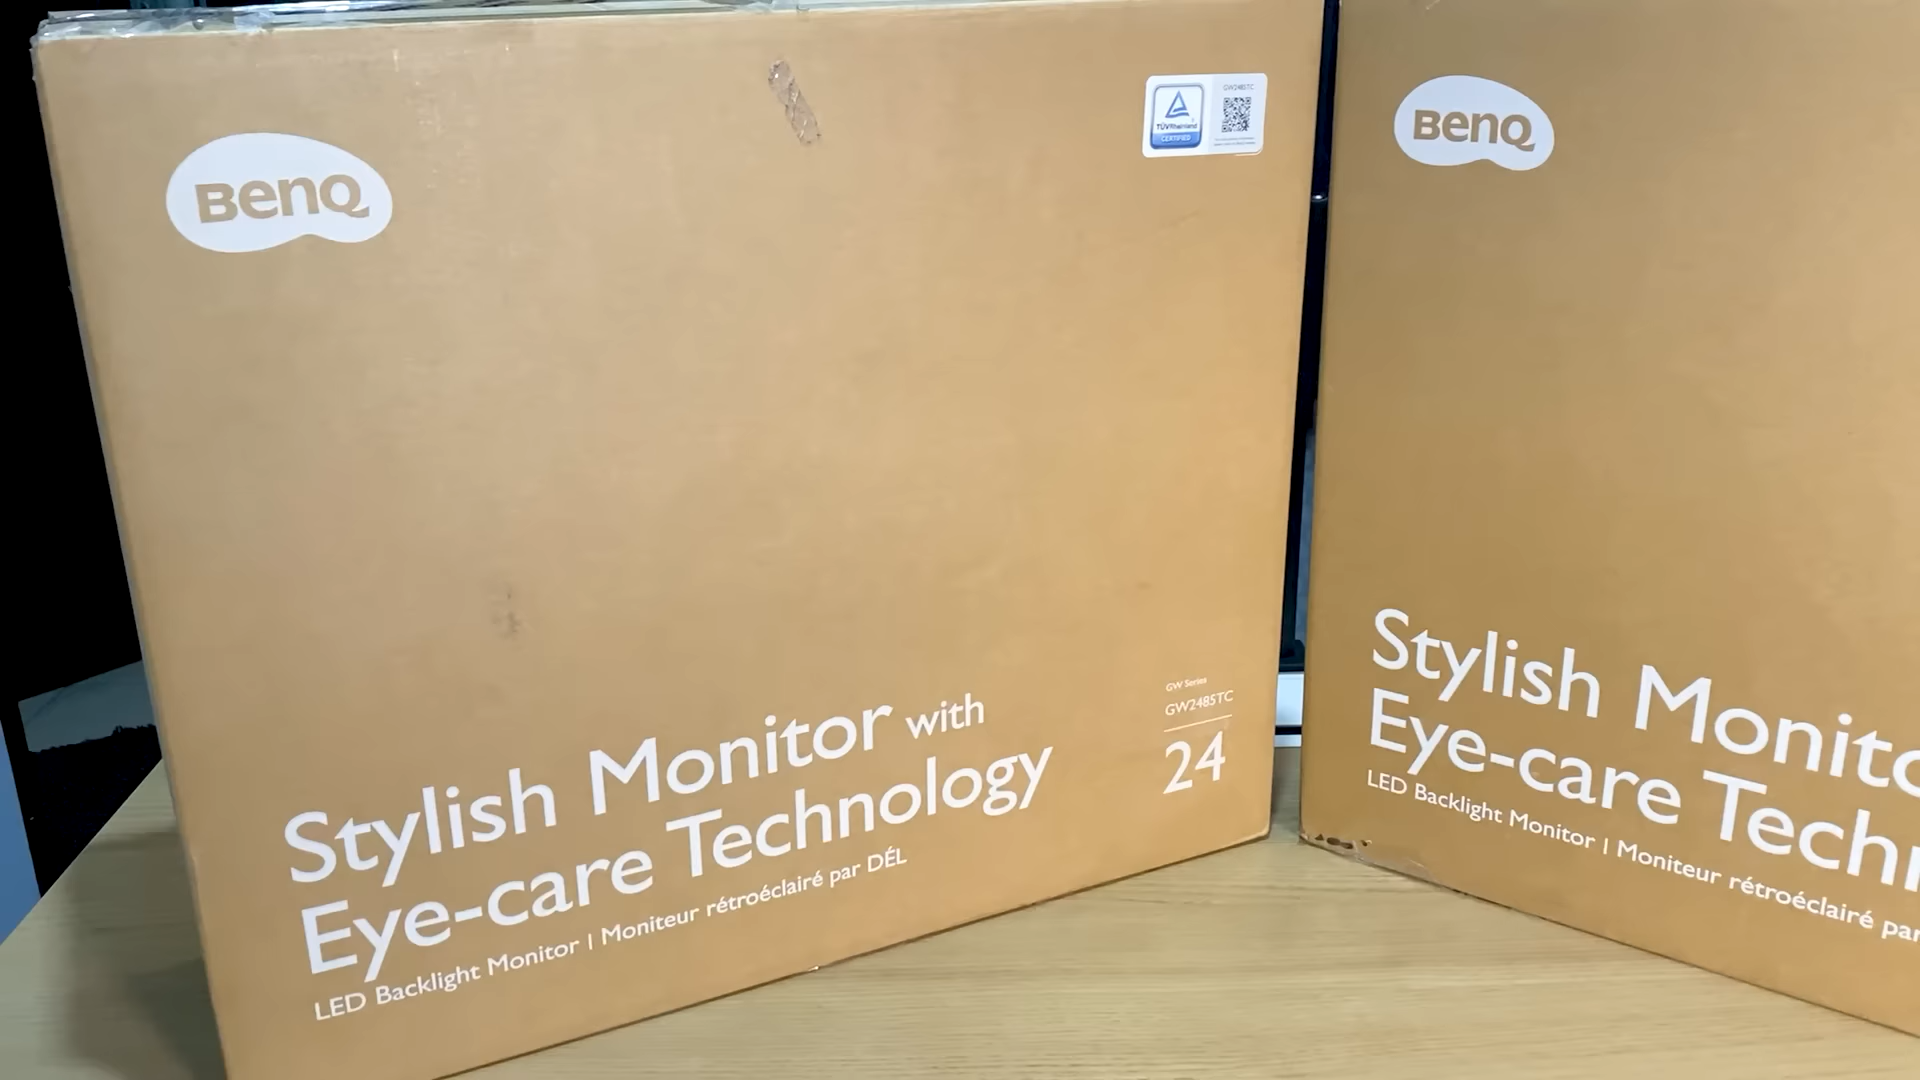 BenQ
GW2485TC
TÜVRheinland
CERTIFIED
Stylish Monitor with
Eye-care Technology
LED Backlight Monitor | Moniteur rétroéclairé par DÉL
GW Series
GW2485TC
24
BenQ
Stylish Monito
Eye-care Techn
LED Backlight Monitor | Moniteur rétroéclairé par